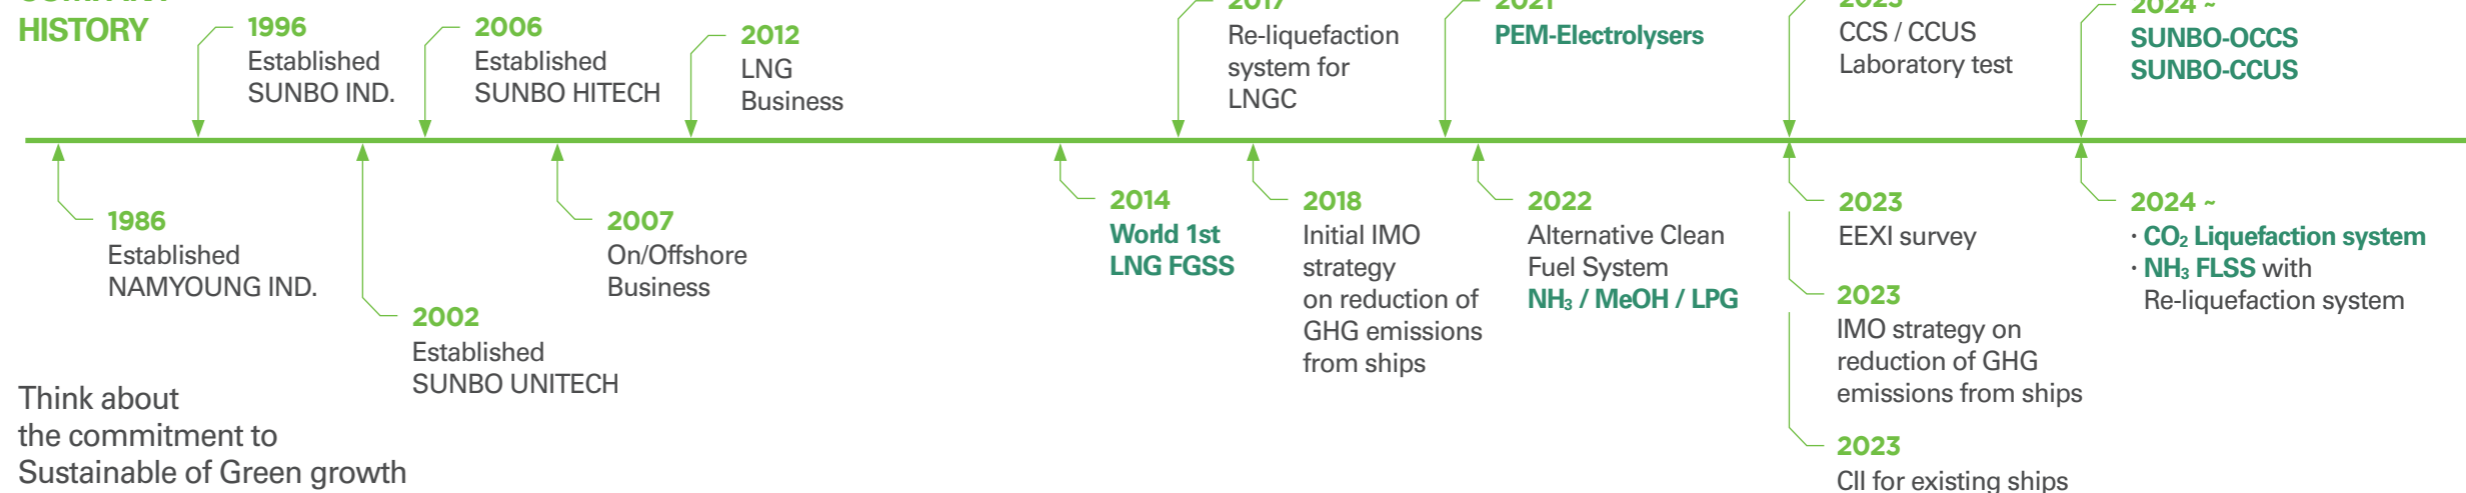 HISTORY
1996
Established
SUNBO IND.
2006
Established
SUNBO HITECH
2012
LNG
Business
2017
Re-liquefaction
system for
LNGC
2021
PEM-Electrolysers
2023
CCS / CCUS
Laboratory test
2024 ~
SUNBO-OCCS
SUNBO-CCUS
1986
Established
NAMYOUNG IND.
2002
Established
SUNBO UNITECH
2007
On/Offshore
Business
2014
World 1st
LNG FGSS
2018
Initial IMO
strategy
on reduction of
GHG emissions
from ships
2022
Alternative Clean
Fuel System
NH₃ / MeOH / LPG
2023
EEXI survey
2023
IMO strategy on
reduction of GHG
emissions from ships
2023
CII for existing ships
2024 ~
· CO₂ Liquefaction system
· NH₃ FLSS with
Re-liquefaction system
Think about
the commitment to
Sustainable of Green growth